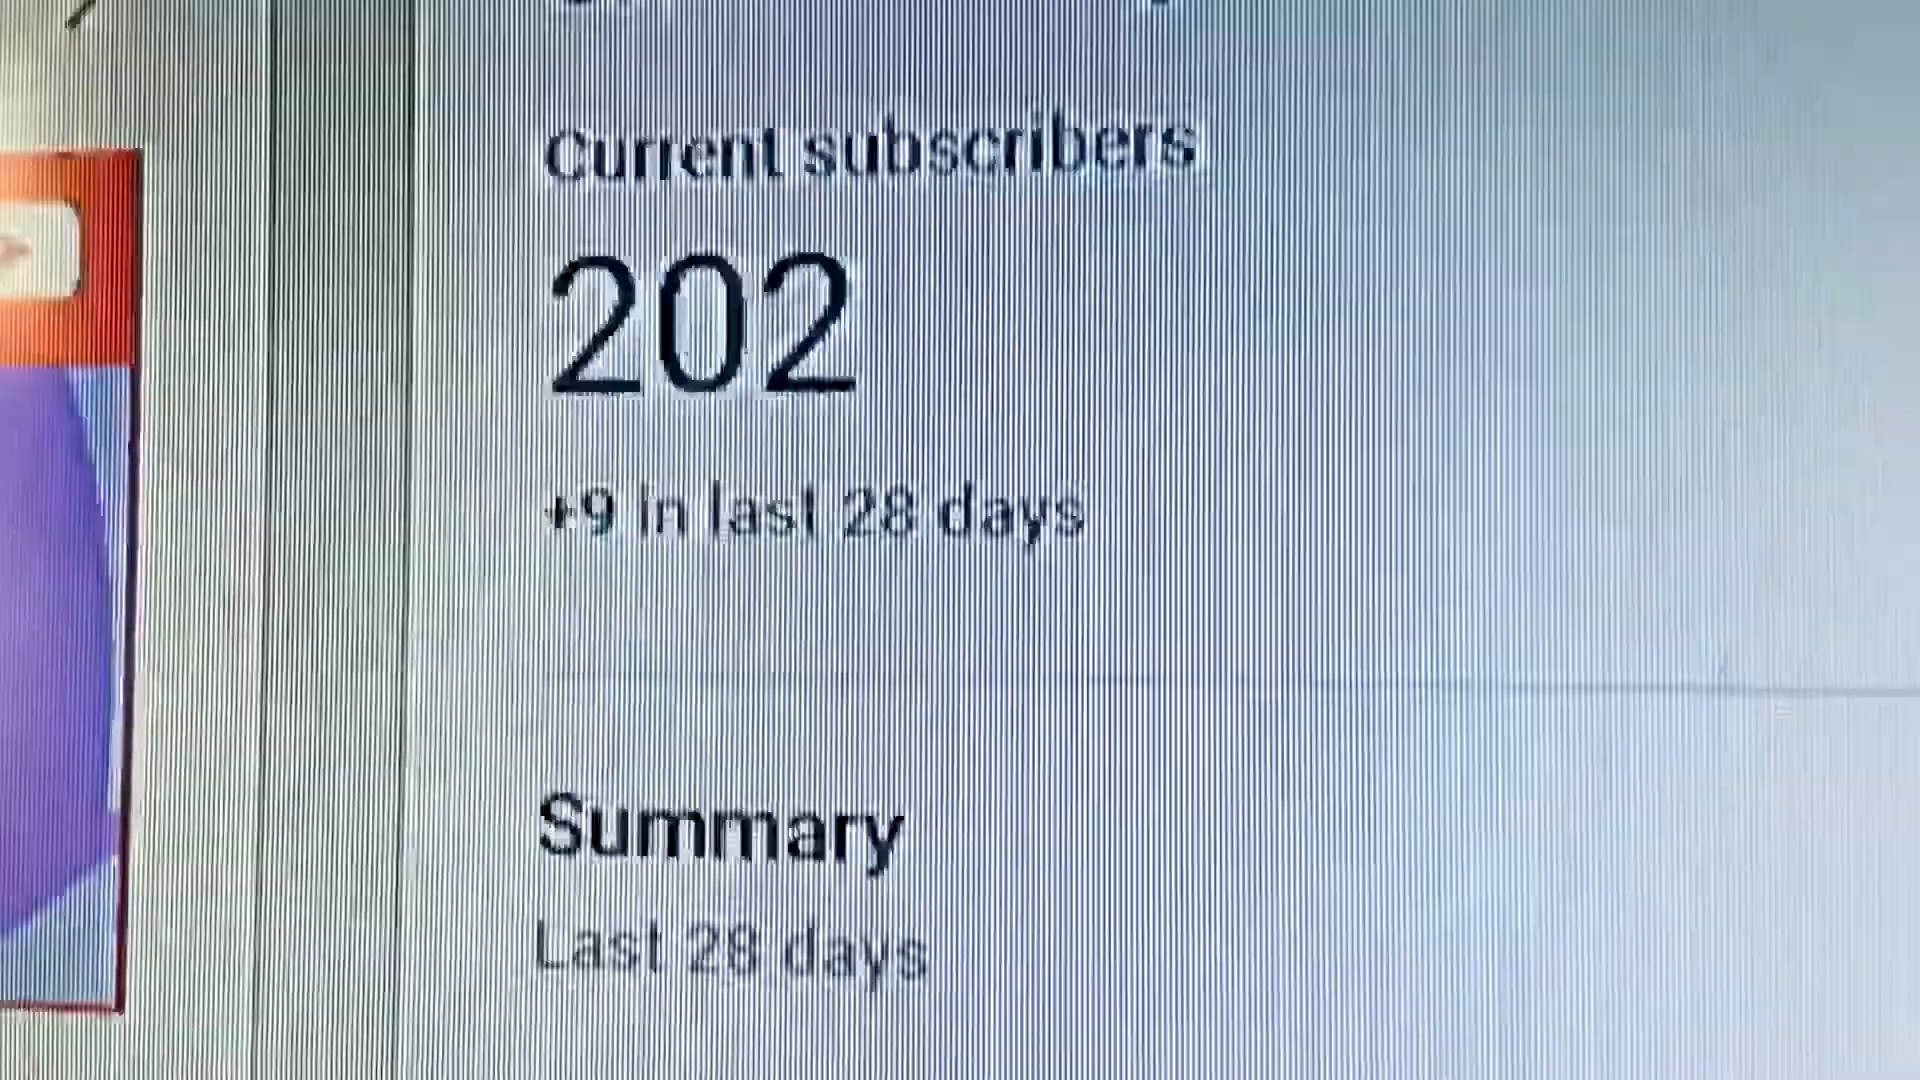 Current subscribers
202
+9 in last 28 days
Summary
Last 28 days